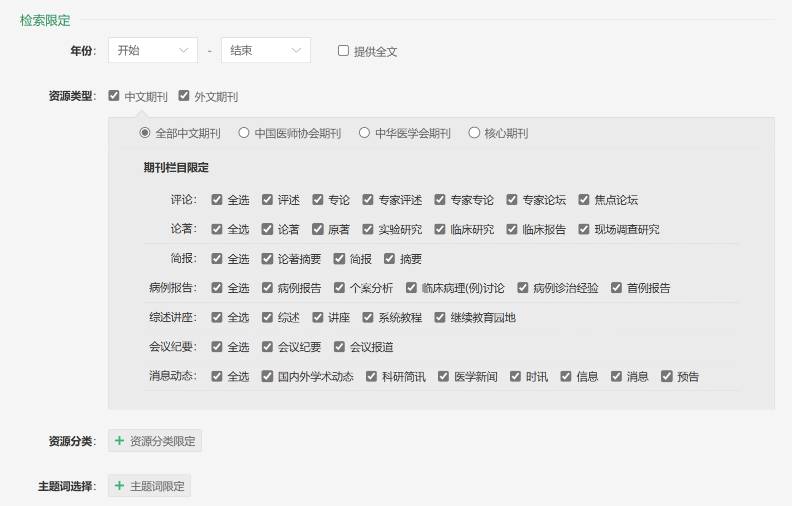 检索限定
年份： 开始 - 结束 提供全文
资源类型： 中文期刊 外文期刊
全部中文期刊 中国医师协会期刊 中华医学会期刊 核心期刊
期刊栏目限定
评论： 全选 评述 专论 专家评述 专家专论 专家论坛 焦点论坛
论著： 全选 论著 原著 实验研究 临床研究 临床报告 现场调查研究
简报： 全选 论著摘要 简报 摘要
病例报告： 全选 病例报告 个案分析 临床病理(例)讨论 病例诊治经验 首例报告
综述讲座： 全选 综述 讲座 系统教程 继续教育园地
会议纪要： 全选 会议纪要 会议报道
消息动态： 全选 国内外学术动态 科研简讯 医学新闻 时讯 信息 消息 预告
资源分类： + 资源分类限定
主题词选择： + 主题词限定